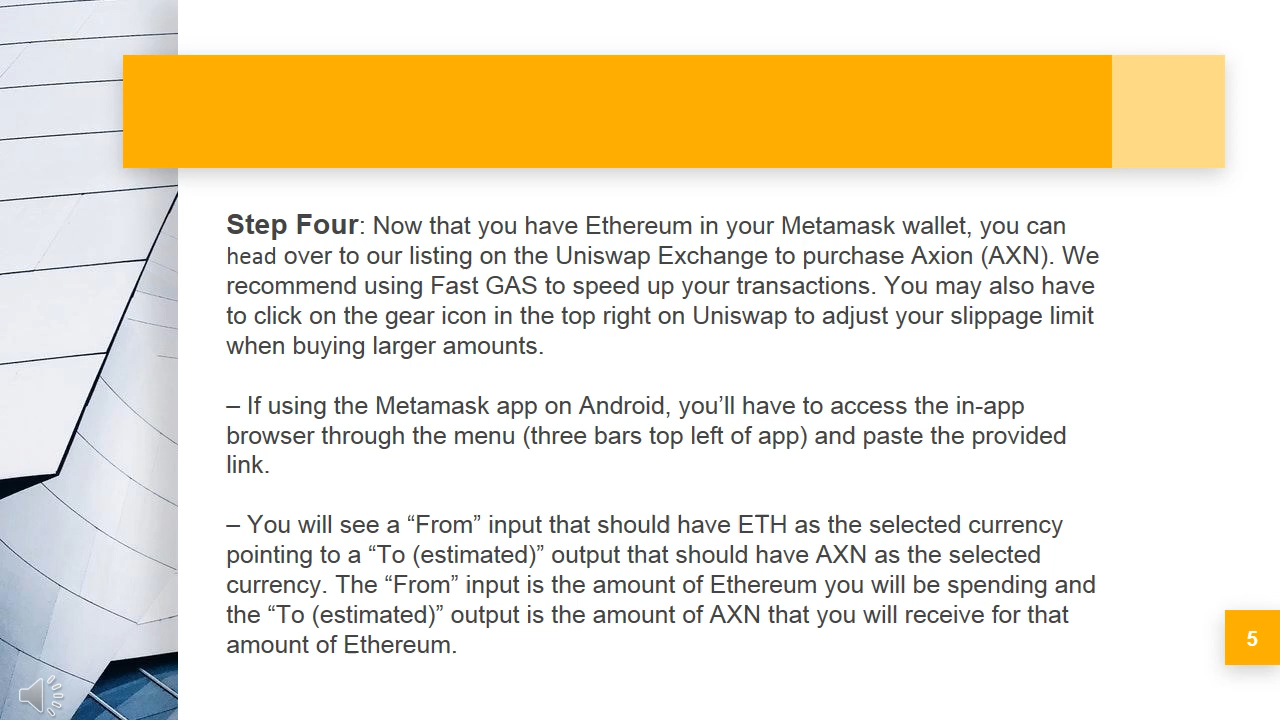 Step Four: Now that you have Ethereum in your Metamask wallet, you can
head over to our listing on the Uniswap Exchange to purchase Axion (AXN). We
recommend using Fast GAS to speed up your transactions. You may also have
to click on the gear icon in the top right on Uniswap to adjust your slippage limit
when buying larger amounts.
– If using the Metamask app on Android, you’ll have to access the in-app
browser through the menu (three bars top left of app) and paste the provided
link.
– You will see a “From” input that should have ETH as the selected currency
pointing to a “To (estimated)” output that should have AXN as the selected
currency. The “From” input is the amount of Ethereum you will be spending and
the “To (estimated)” output is the amount of AXN that you will receive for that
amount of Ethereum.
5